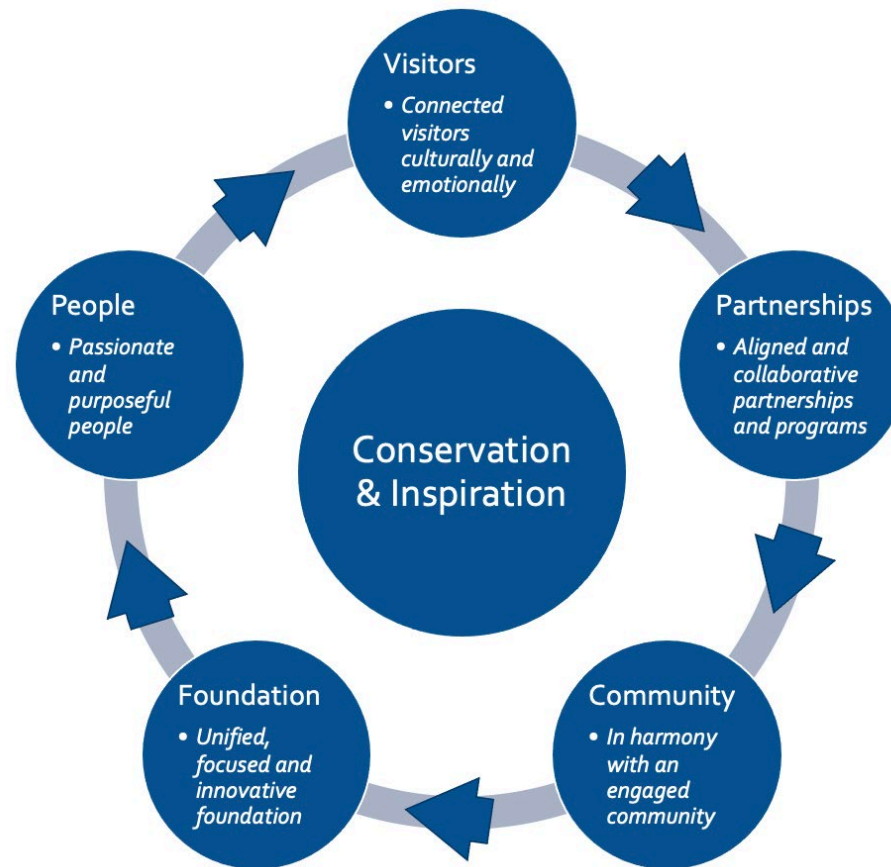 Visitors
• Connected
visitors
culturally and
emotionally
Partnerships
• Aligned and
collaborative
partnerships
and programs
Community
• In harmony
with an
engaged
community
Foundation
• Unified,
focused and
innovative
foundation
People
• Passionate
and
purposeful
people
Conservation
& Inspiration